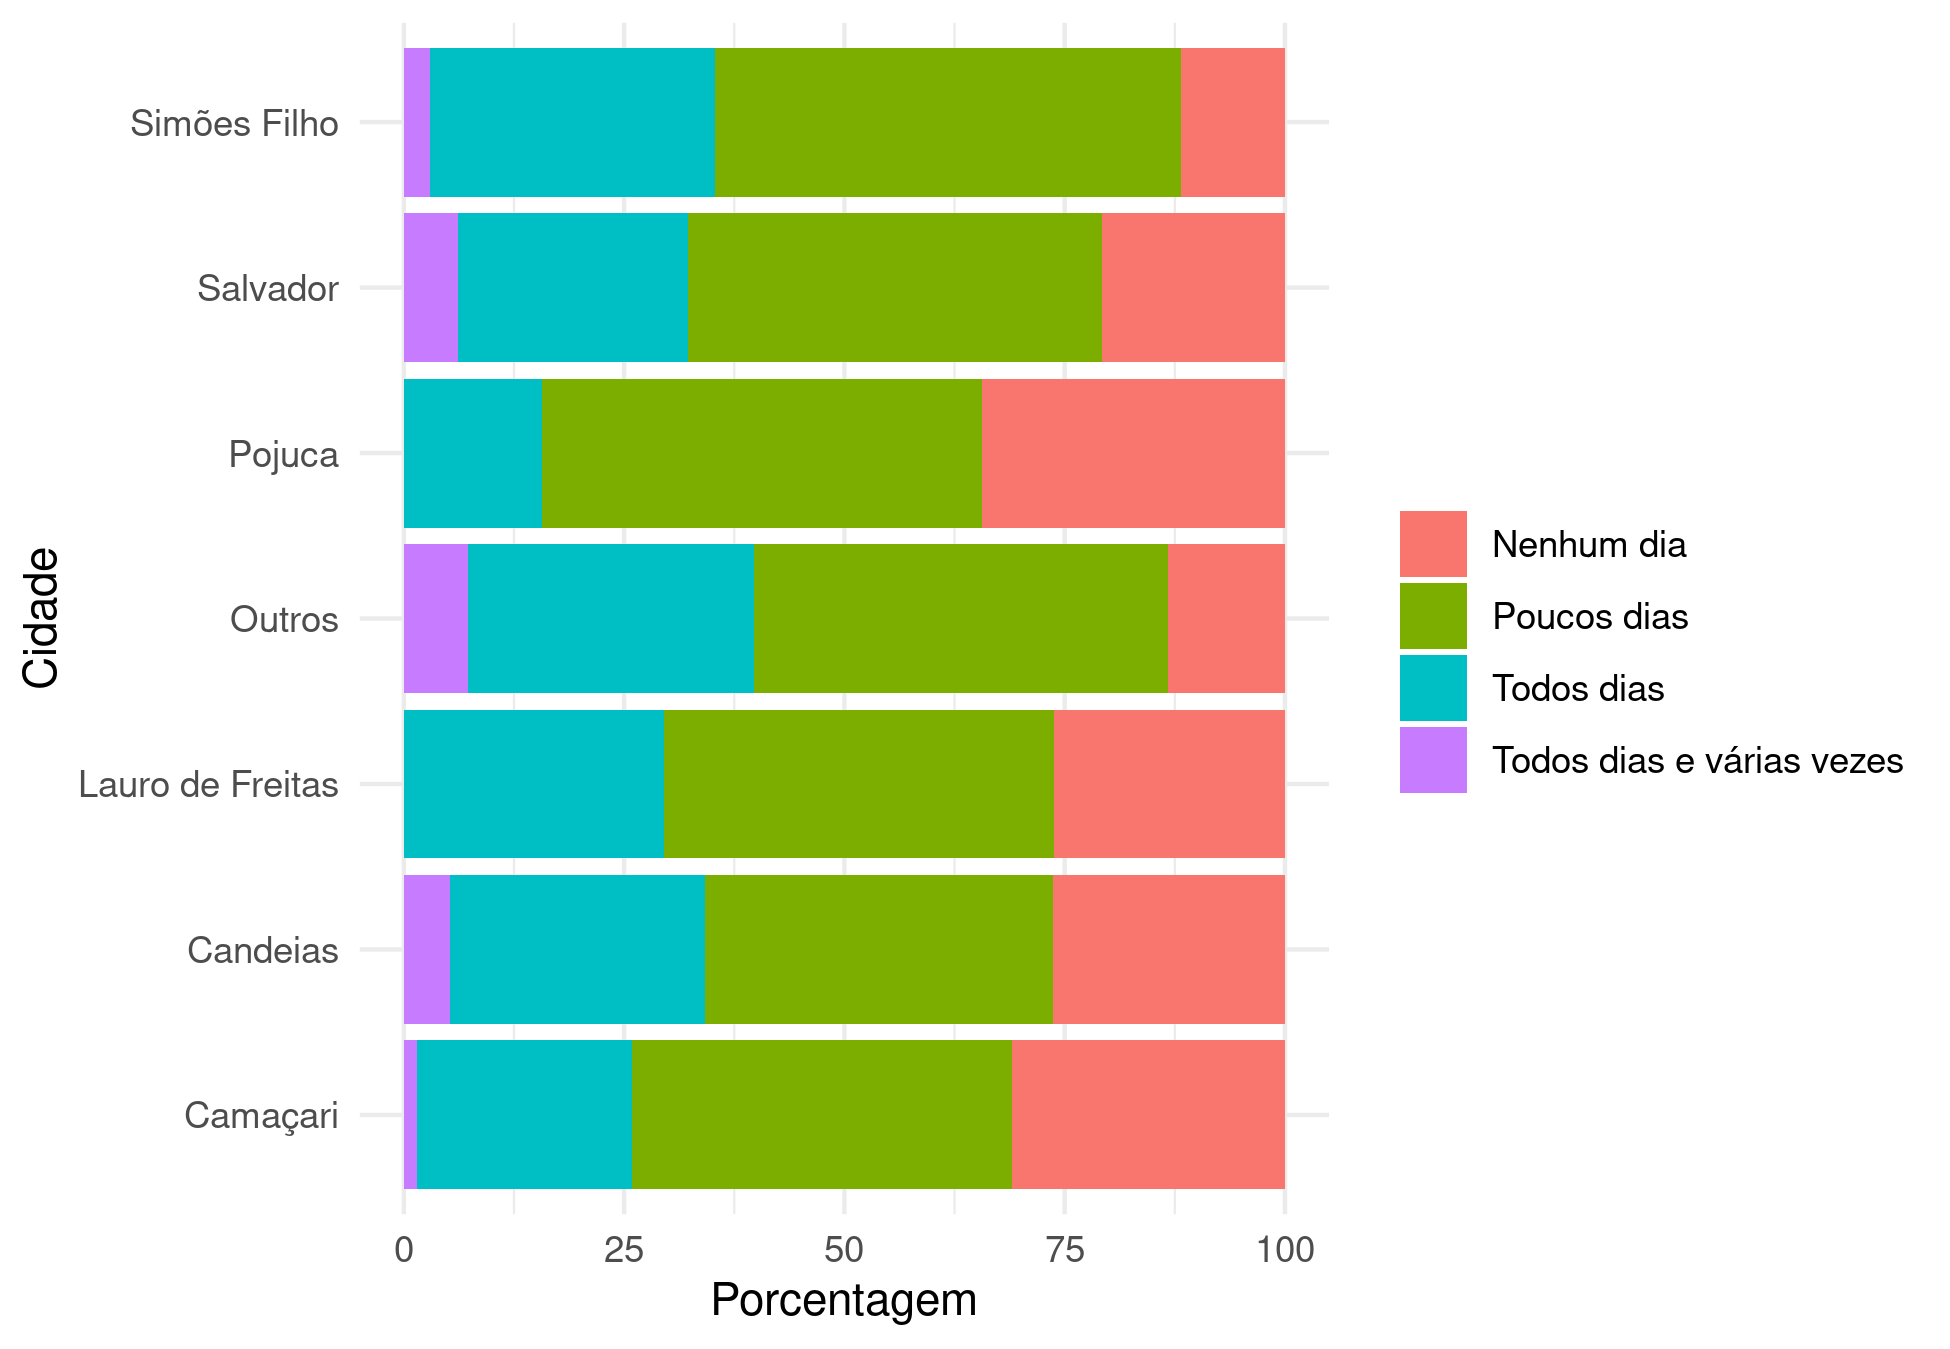 Simões Filho
Salvador
Pojuca
Outros
Lauro de Freitas
Candeias
Camaçari
Cidade
0 25 50 75 100
Porcentagem
Nenhum dia
Poucos dias
Todos dias
Todos dias e várias vezes